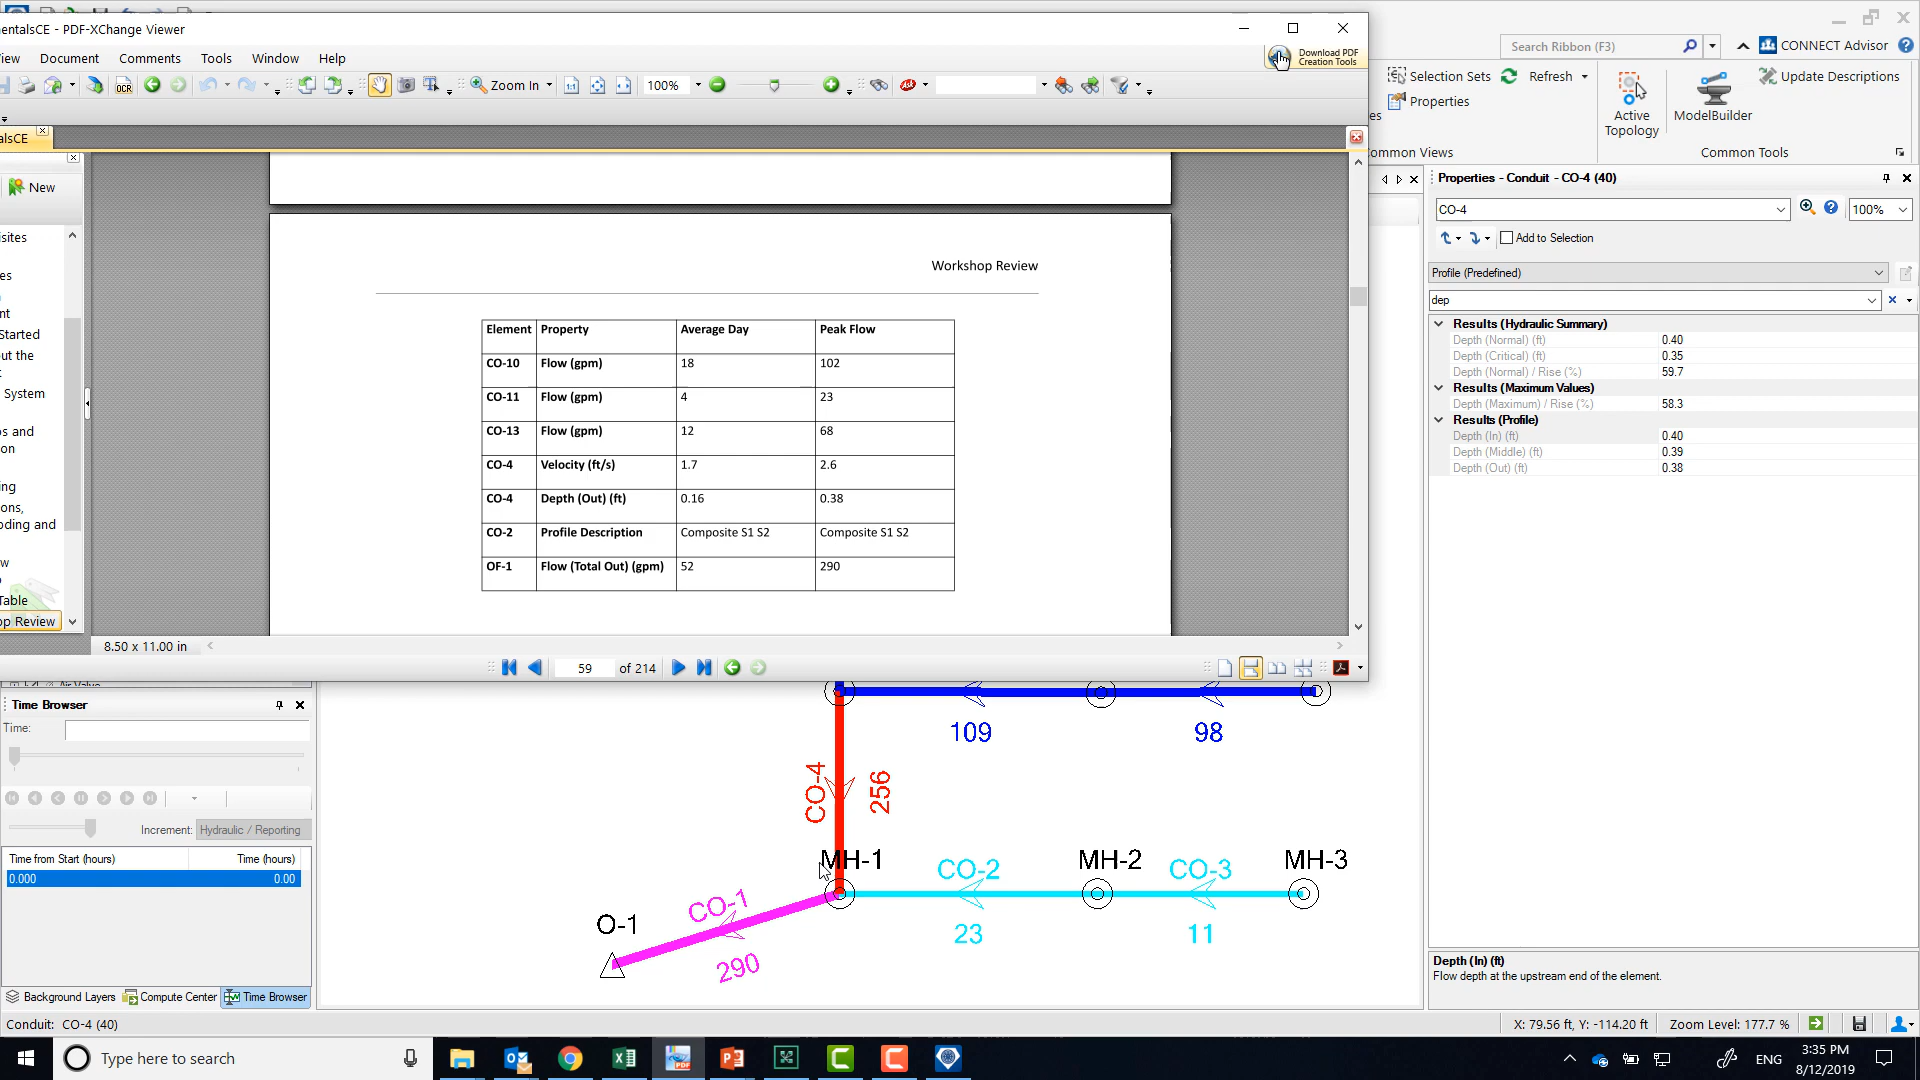 entalsCE - PDF-XChange Viewer
Search Ribbon (F3)
CONNECT Advisor
iew Document Comments Tools Window Help
Download PDF
Creation Tools
Selection Sets Refresh
Update Descriptions
OCR
Zoom In
100%
Properties
Active
Topology
ModelBuilder
alsCE
ommon Views
Common Tools
New
isites
es
nt
Started
out the
System
os and
on
ing
ons,
oding and
w
Table
op Review
Workshop Review
Element Property Average Day Peak Flow
CO-10 Flow (gpm) 18 102
CO-11 Flow (gpm) 4 23
CO-13 Flow (gpm) 12 68
CO-4 Velocity (ft/s) 1.7 2.6
CO-4 Depth (Out) (ft) 0.16 0.38
CO-2 Profile Description Composite S1 S2 Composite S1 S2
OF-1 Flow (Total Out) (gpm) 52 290
8.50 x 11.00 in
59 of 214
Properties - Conduit - CO-4 (40)
CO-4
100%
Add to Selection
Profile (Predefined)
dep
Results (Hydraulic Summary)
Depth (Normal) (ft) 0.40
Depth (Critical) (ft) 0.35
Depth (Normal) / Rise (%) 59.7
Results (Maximum Values)
Depth (Maximum) / Rise (%) 58.3
Results (Profile)
Depth (In) (ft) 0.40
Depth (Middle) (ft) 0.39
Depth (Out) (ft) 0.38
Depth (In) (ft)
Flow depth at the upstream end of the element.
Time Browser
Time:
Increment: Hydraulic / Reporting
Time from Start (hours) Time (hours)
0.000 0.00
Background Layers Compute Center Time Browser
109
98
CO-4
256
MH-1
CO-2
MH-2
CO-3
MH-3
CO-1
O-1
23
11
290
Conduit: CO-4 (40)
X: 79.56 ft, Y: -114.20 ft Zoom Level: 177.7 %
Type here to search
ENG
3:35 PM
8/12/2019